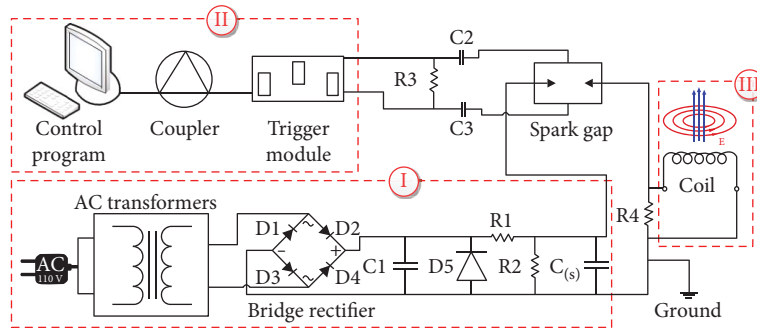 II
C2
R3
C3
Control
program
Coupler
Trigger
module
Spark gap
III
E
Coil
R4
I
AC transformers
AC
110 V
D1
D2
D3
D4
Bridge rectifier
C1
D5
R1
R2
C(s)
Ground